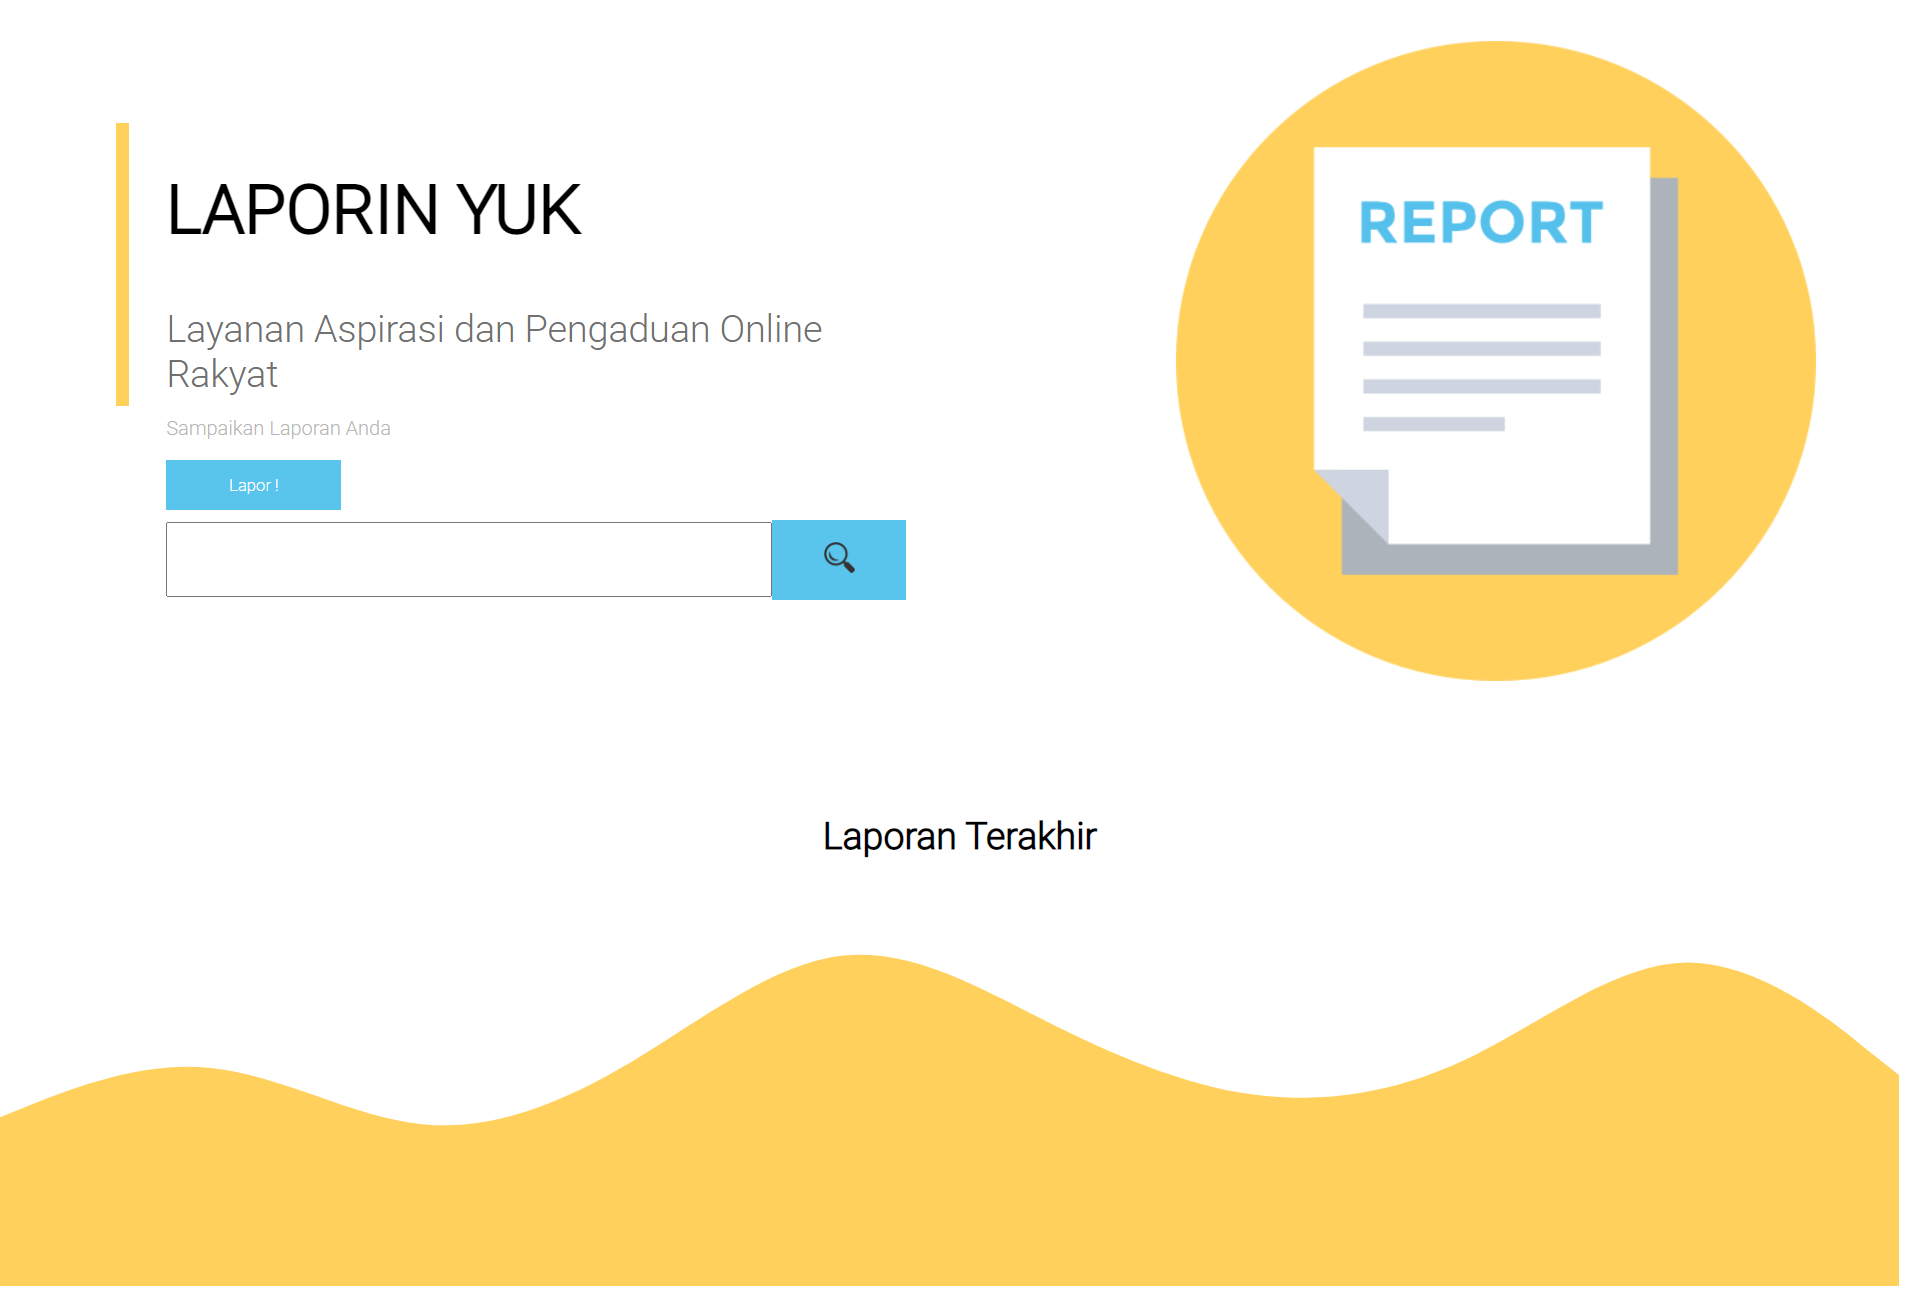 LAPORIN YUK
Layanan Aspirasi dan Pengaduan Online
Rakyat
Sampaikan Laporan Anda
Lapor !
REPORT
Laporan Terakhir